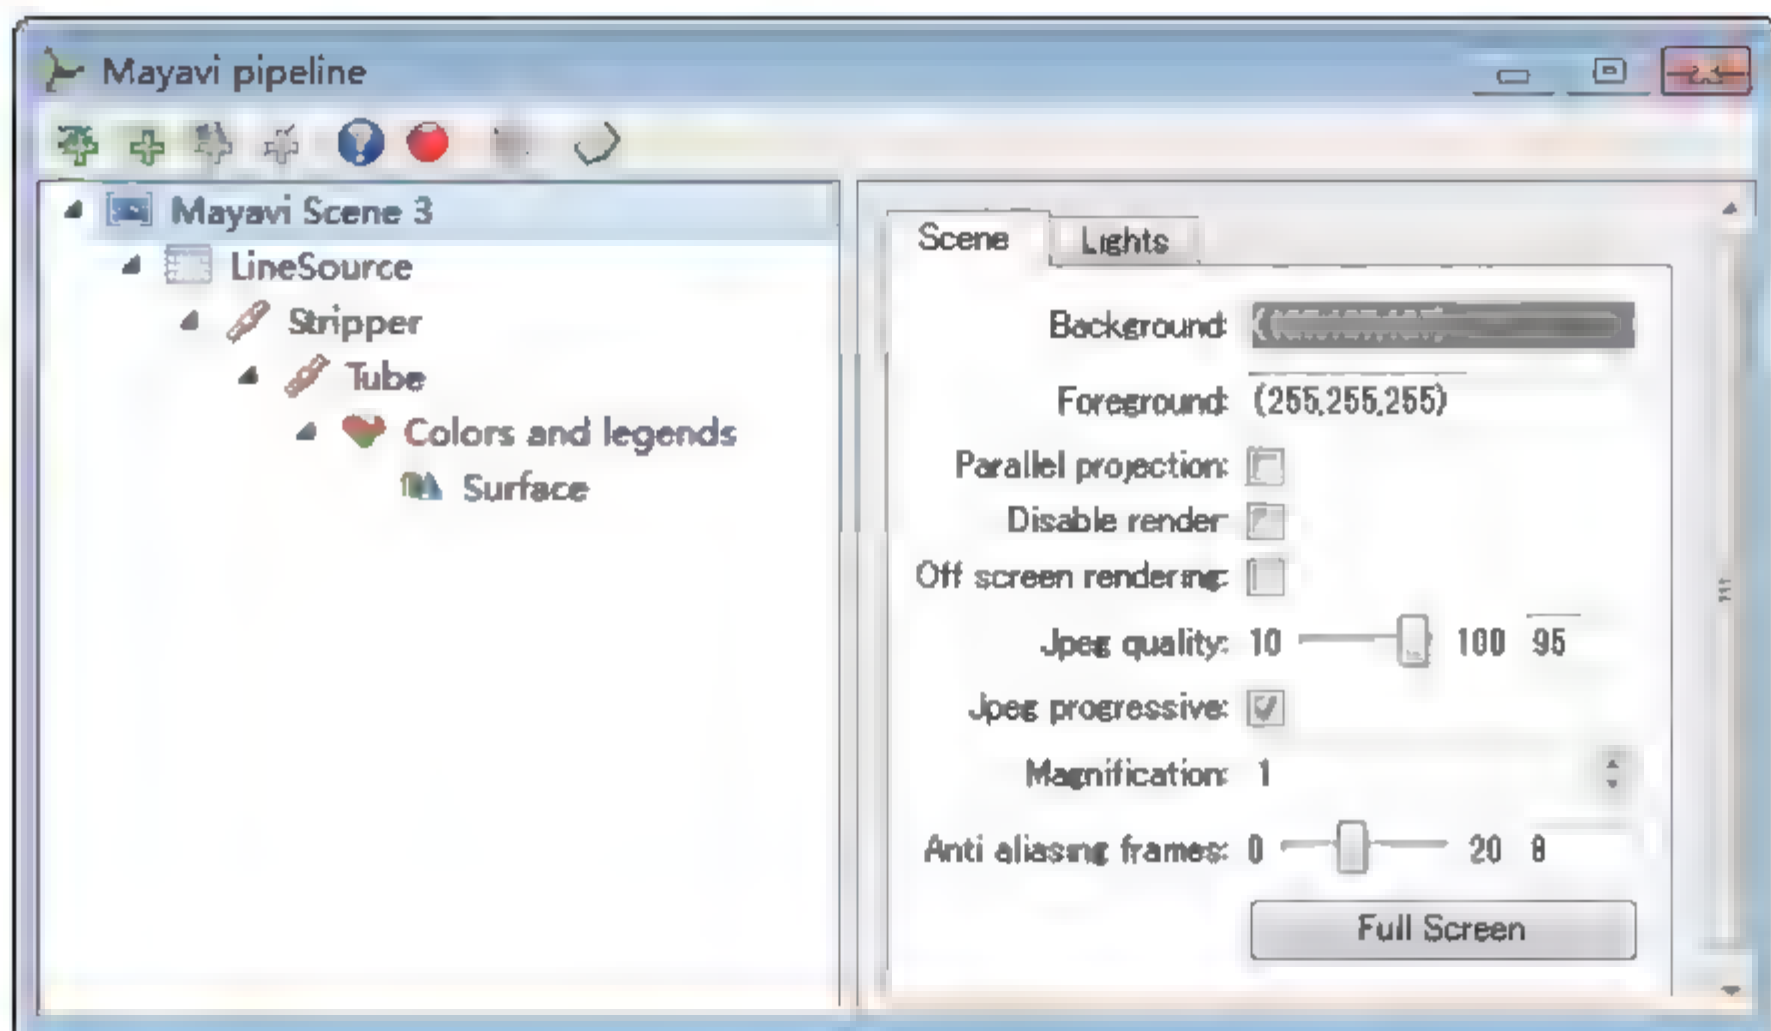 Mayavi pipeline
Mayavi Scene 3
LineSource
Stripper
Tube
Colors and legends
Surface
Scene Lights
Background:
Foreground: (255,255,255)
Parallel projection:
Disable render:
Off screen rendering:
Jpeg quality: 10 100 95
Jpeg progressive:
Magnification: 1
Anti aliasing frames: 0 20 8
Full Screen